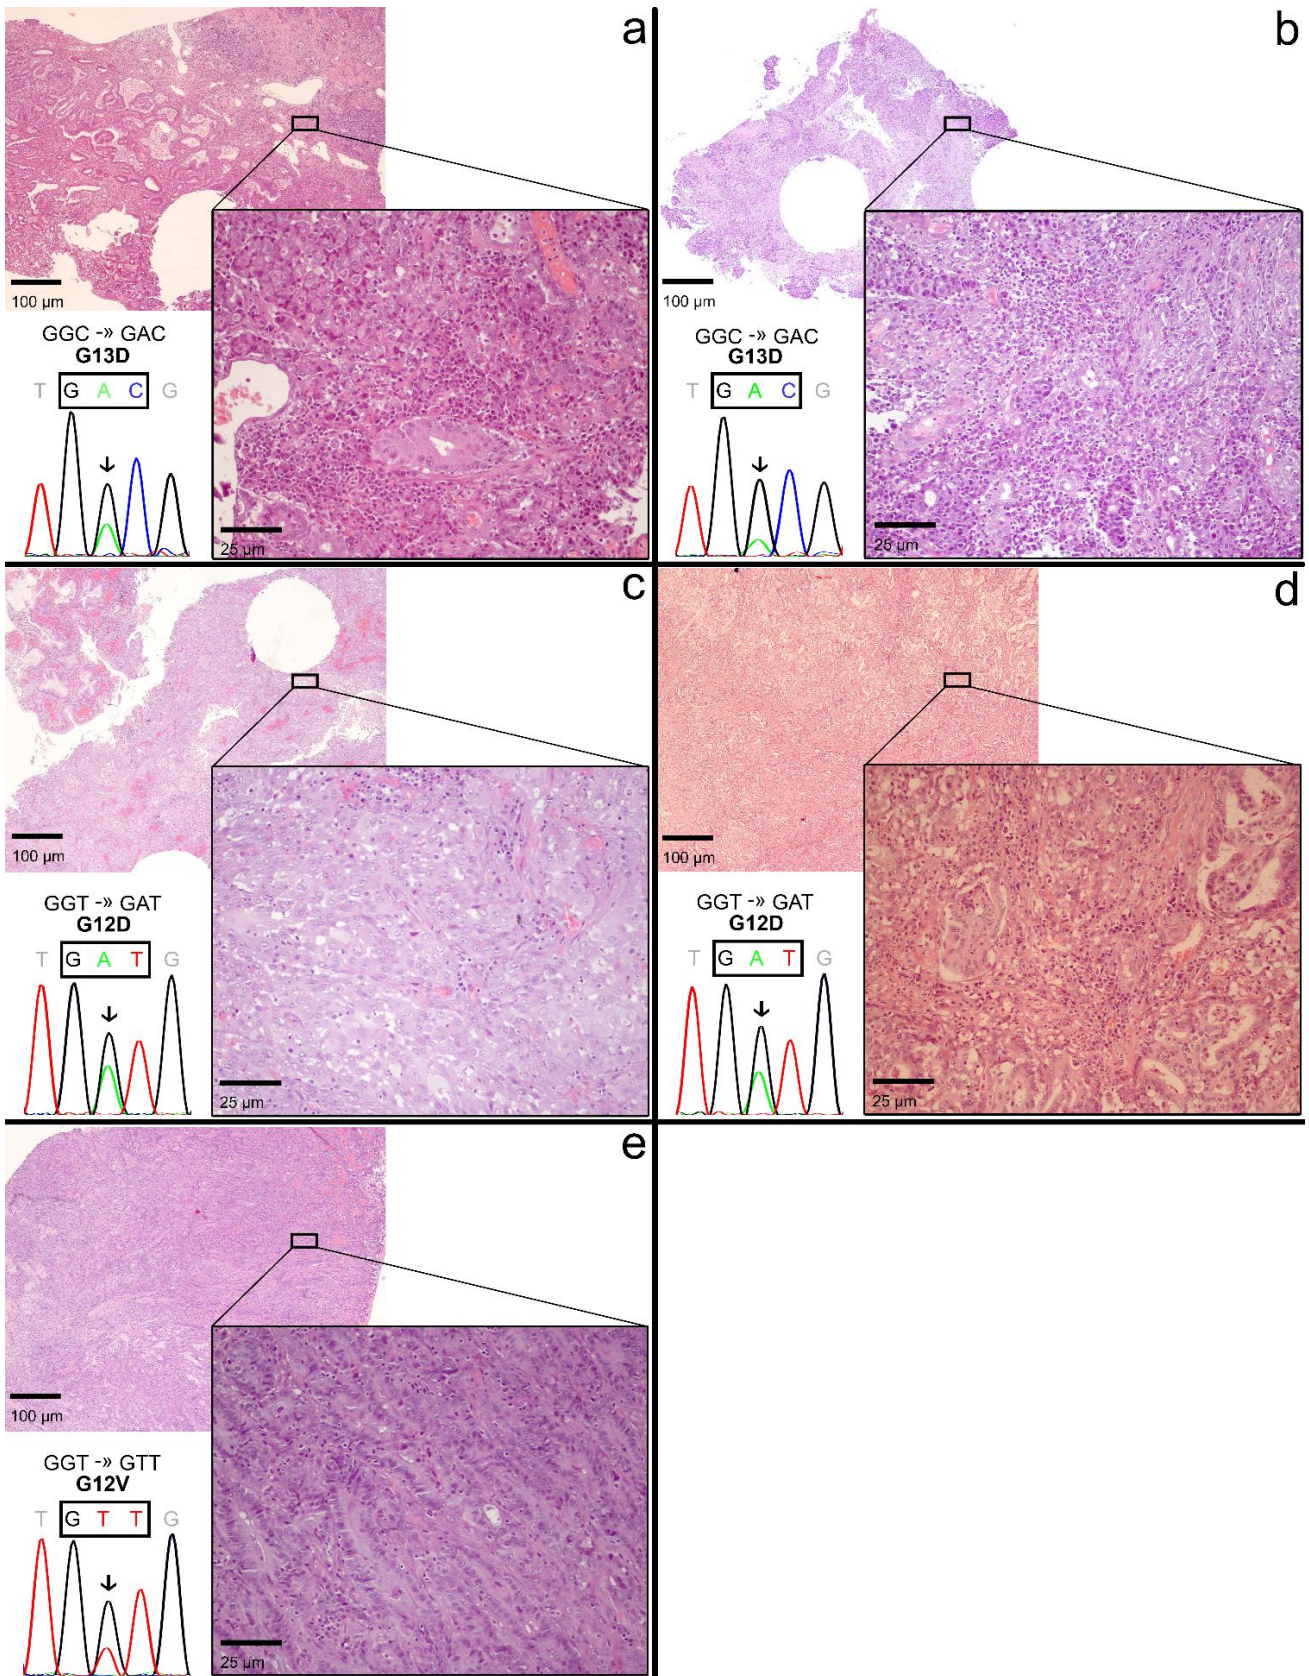 a
100 µm
GGC -» GAC
G13D
T G A C G
25 µm
b
100 µm
GGC -» GAC
G13D
T G A C G
25 µm
c
100 µm
GGT -» GAT
G12D
T G A T G
25 µm
d
100 µm
GGT -» GAT
G12D
T G A T G
25 µm
e
100 µm
GGT -» GTT
G12V
T G T T G
25 µm